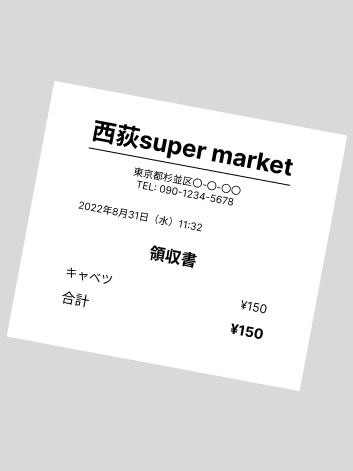 西荻super market
東京都杉並区〇-〇-〇〇
TEL: 090-1234-5678
2022年8月31日（水）11:32
領収書
キャベツ ¥150
合計 ¥150